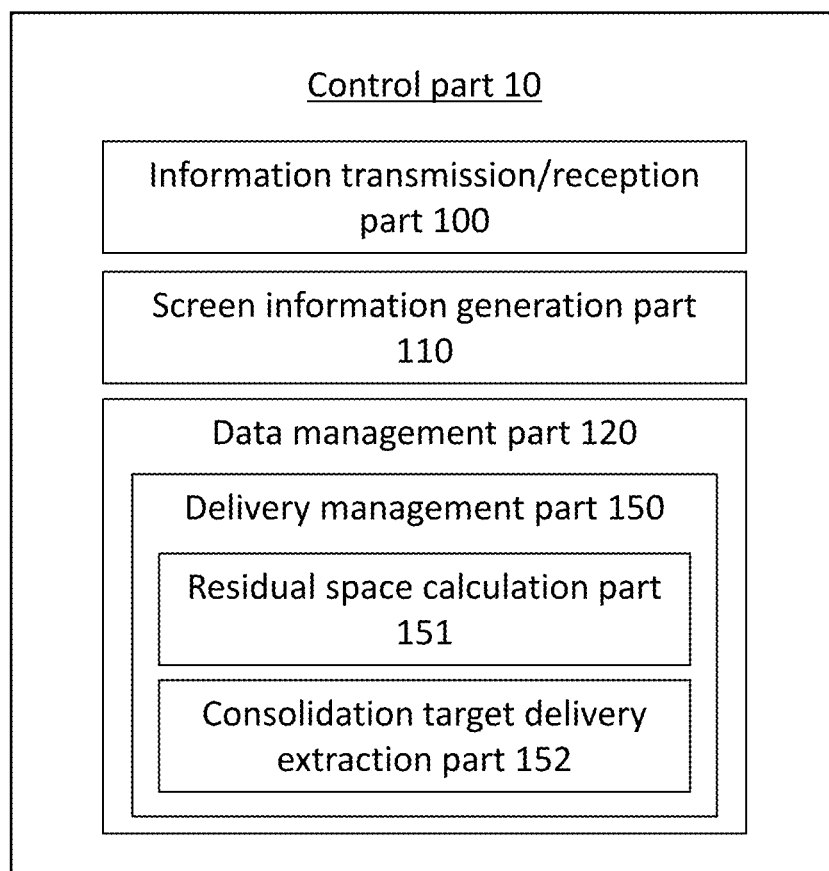 Control part 10
Information transmission/reception
part 100
Screen information generation part
110
Data management part 120
Delivery management part 150
Residual space calculation part
151
Consolidation target delivery
extraction part 152